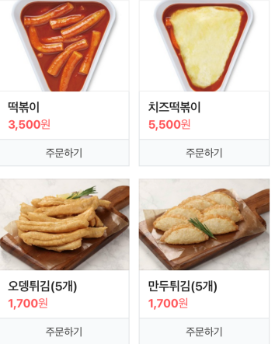 떡볶이
3,500원
주문하기
치즈떡볶이
5,500원
주문하기
오뎅튀김(5개)
1,700원
주문하기
만두튀김(5개)
1,700원
주문하기